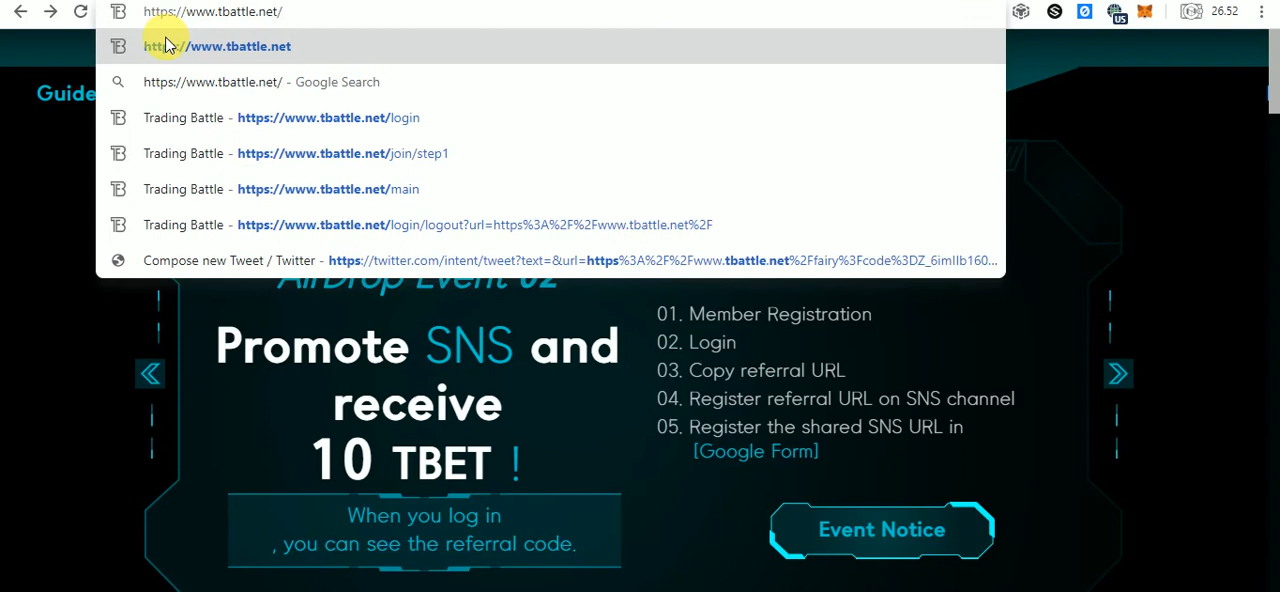 https://www.tbattle.net/
26.52
US
https://www.tbattle.net
https://www.tbattle.net/ - Google Search
Trading Battle - https://www.tbattle.net/login
Trading Battle - https://www.tbattle.net/join/step1
Trading Battle - https://www.tbattle.net/main
Trading Battle - https://www.tbattle.net/login/logout?url=https%3A%2F%2Fwww.tbattle.net%2F
Compose new Tweet / Twitter - https://twitter.com/intent/tweet?text=&url=https%3A%2F%2Fwww.tbattle.net%2Ffairy%3Fcode%3DZ_6imIIb160...
Guide
AirDrop Event 02
Promote SNS and
receive
10 TBET !
When you log in
, you can see the referral code.
01. Member Registration
02. Login
03. Copy referral URL
04. Register referral URL on SNS channel
05. Register the shared SNS URL in
[Google Form]
Event Notice